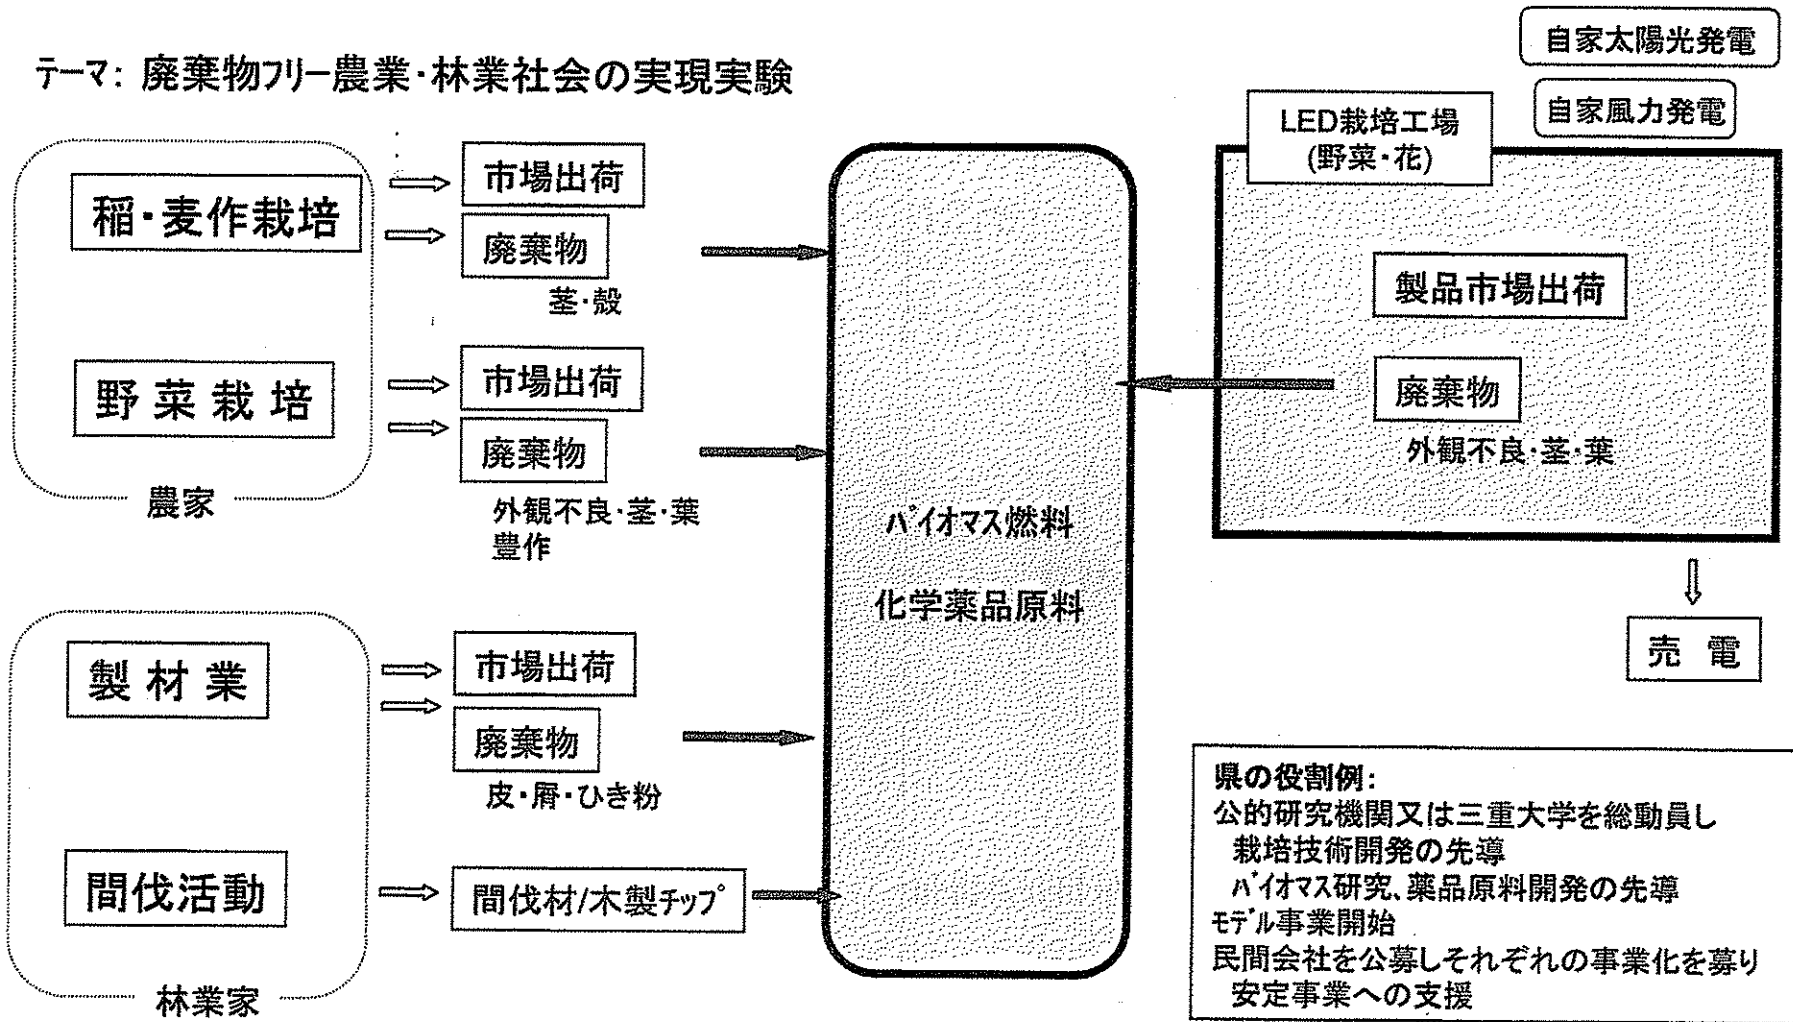 テーマ: 廃棄物フリー農業・林業社会の実現実験
稲・麦作栽培
市場出荷
廃棄物
茎・殻
野菜栽培
市場出荷
廃棄物
外観不良・茎・葉
豊作
農家
製材業
市場出荷
廃棄物
皮・屑・ひき粉
間伐活動
間伐材/木製チップ
林業家
バイオマス燃料
化学薬品原料
自家太陽光発電
自家風力発電
LED栽培工場
(野菜・花)
製品市場出荷
廃棄物
外観不良・茎・葉
売電
県の役割例:
公的研究機関又は三重大学を総動員し
栽培技術開発の先導
バイオマス研究、薬品原料開発の先導
モデル事業開始
民間会社を公募しそれぞれの事業化を募り
安定事業への支援